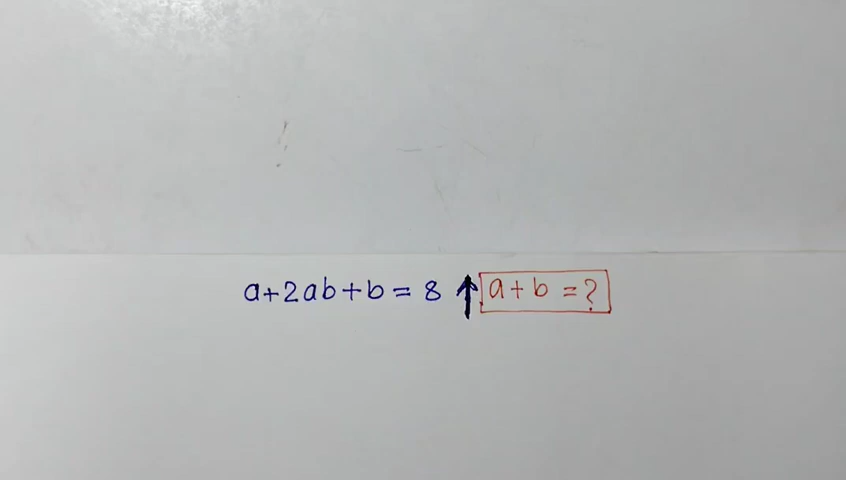 a+2ab+b = 8 ↑ a+b = ?